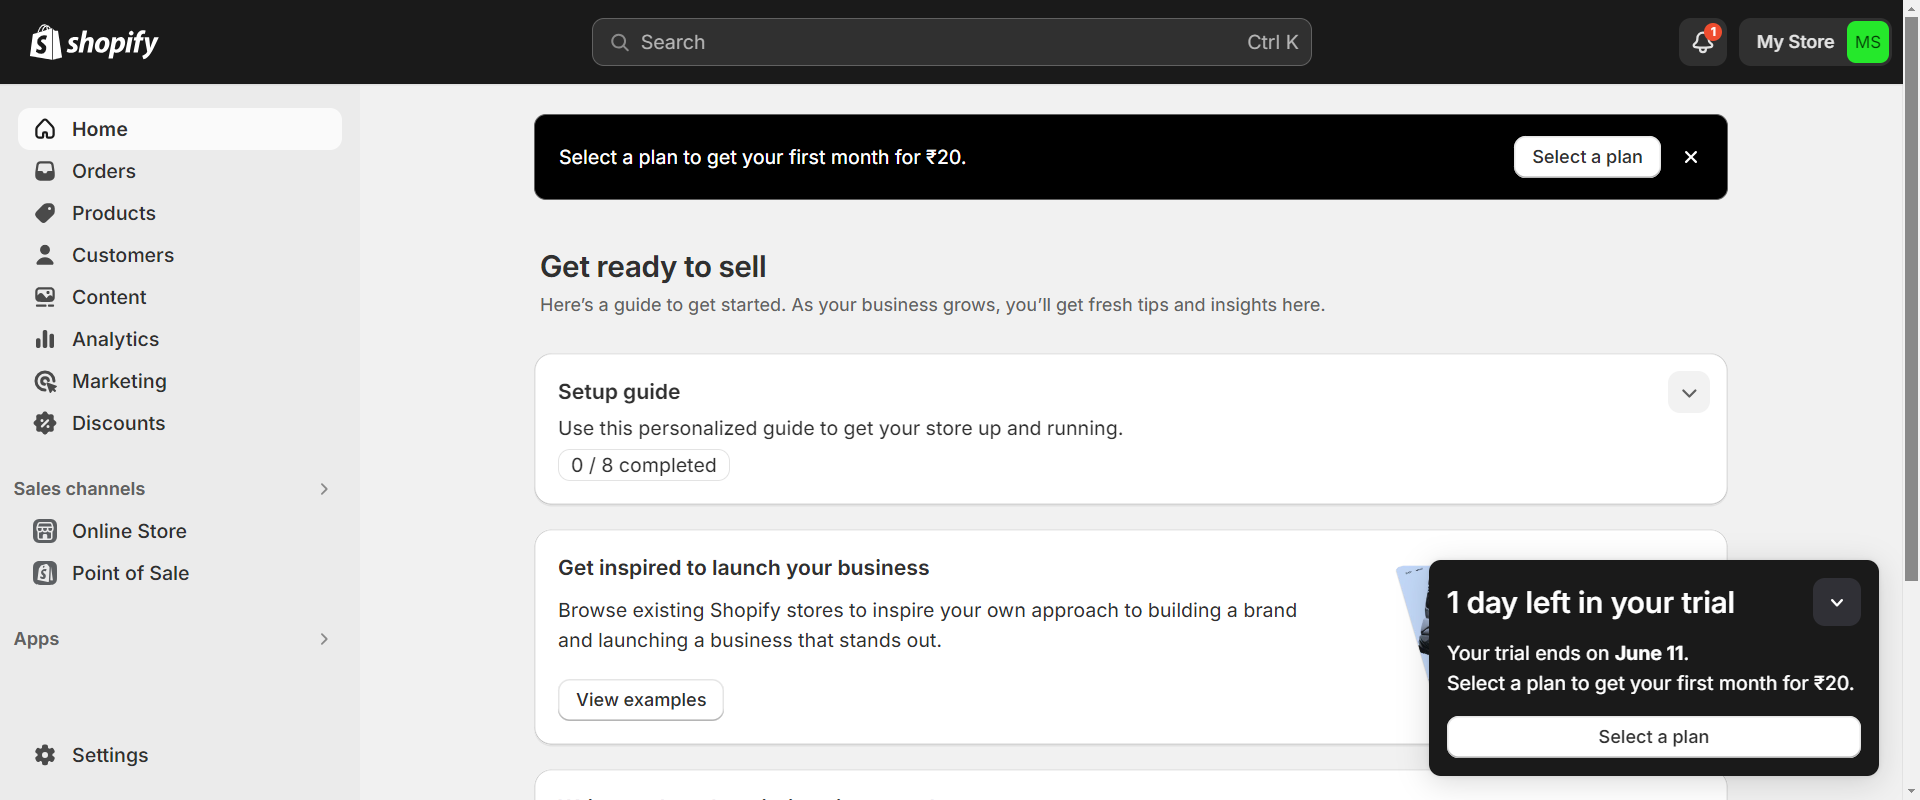 shopify
Search
Ctrl K
1
My Store
MS
Home
Orders
Products
Customers
Content
Analytics
Marketing
Discounts
Sales channels
Online Store
Point of Sale
Apps
Settings
Select a plan to get your first month for ₹20.
Select a plan
Get ready to sell
Here’s a guide to get started. As your business grows, you’ll get fresh tips and insights here.
Setup guide
Use this personalized guide to get your store up and running.
0 / 8 completed
Get inspired to launch your business
Browse existing Shopify stores to inspire your own approach to building a brand
and launching a business that stands out.
View examples
1 day left in your trial
Your trial ends on June 11.
Select a plan to get your first month for ₹20.
Select a plan